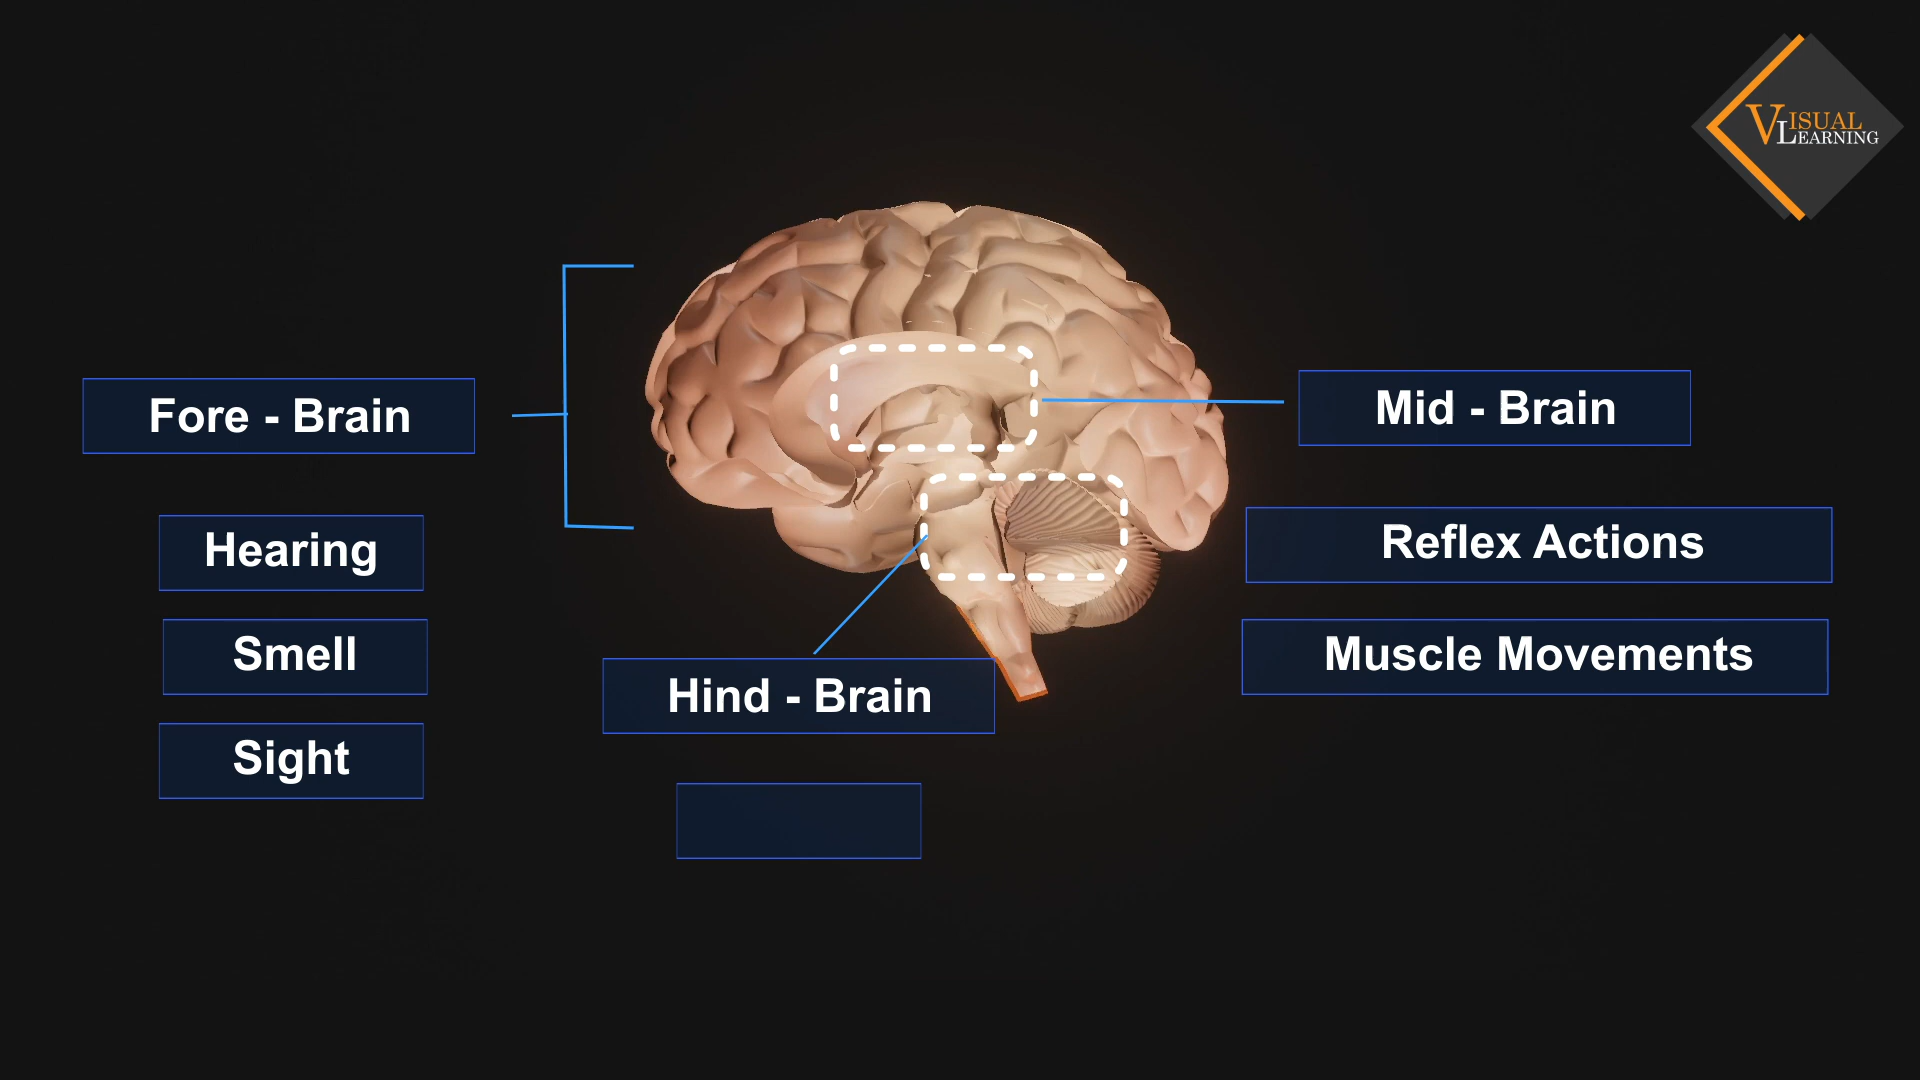 VISUAL
LEARNING
Fore - Brain
Hearing
Smell
Sight
Hind - Brain
Mid - Brain
Reflex Actions
Muscle Movements